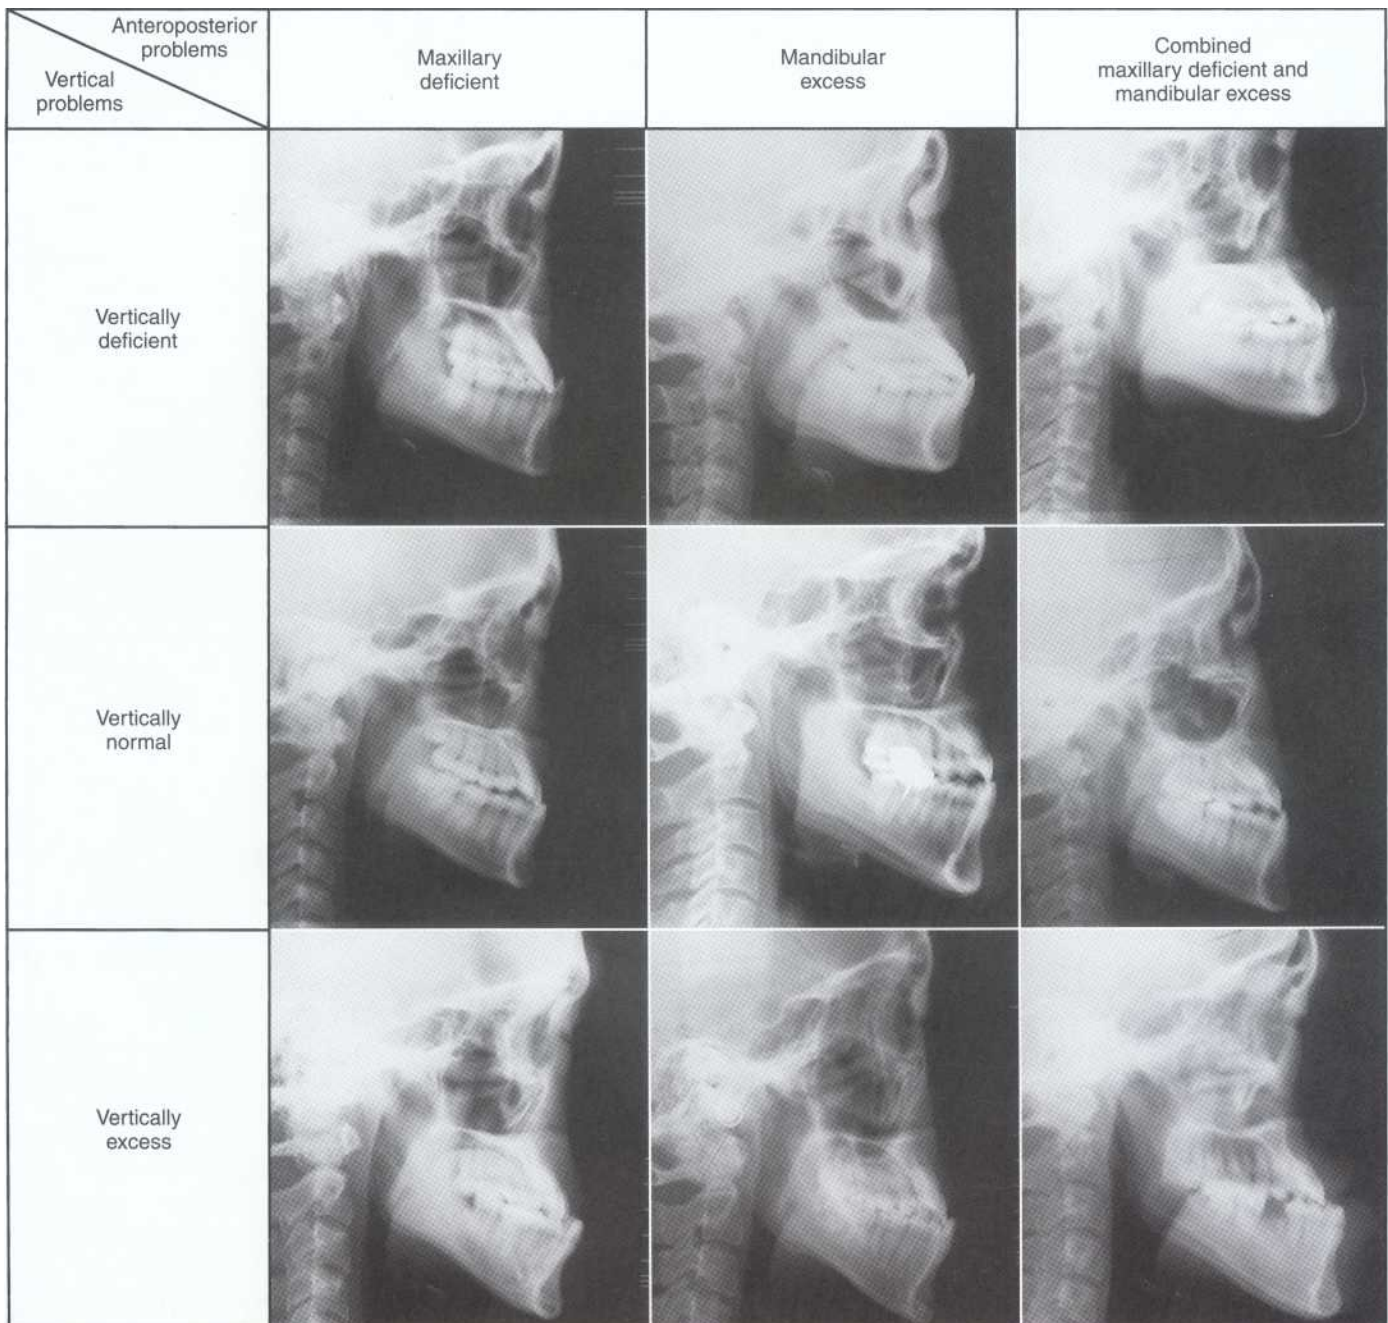 Anteroposterior
problems
Vertical
problems
Maxillary
deficient
Mandibular
excess
Combined
maxillary deficient and
mandibular excess
Vertically
deficient
Vertically
normal
Vertically
excess